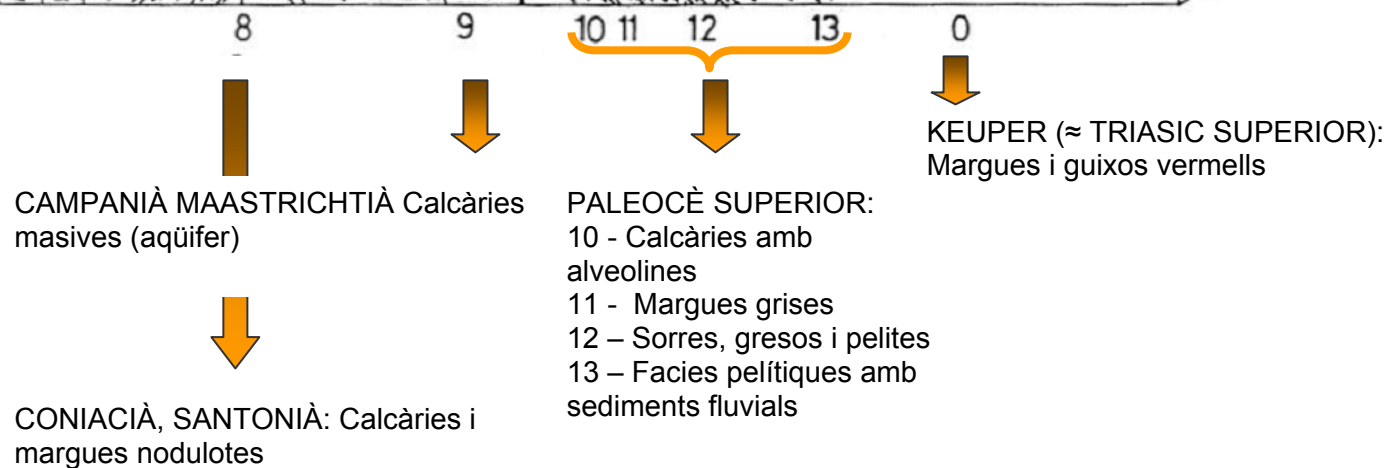 8 9 10 11 12 13 0
KEUPER (≈ TRIASIC SUPERIOR):
Margues i guixos vermells
CAMPANIÀ MAASTRICHTIÀ Calcàries
masives (aqüifer)
PALEOCÈ SUPERIOR:
10 - Calcàries amb
alveolines
11 - Margues grises
12 – Sorres, gresos i pelites
13 – Facies pelítiques amb
sediments fluvials
CONIACIÀ, SANTONIÀ: Calcàries i
margues nodulotes